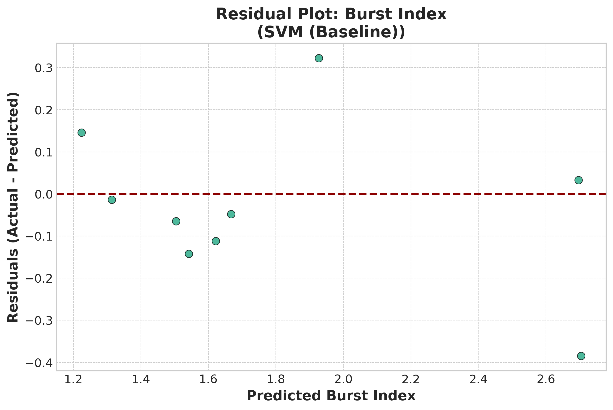 Residual Plot: Burst Index
(SVM (Baseline))
Residuals (Actual - Predicted)
0.3
0.2
0.1
0.0
−0.1
−0.2
−0.3
−0.4
1.2 1.4 1.6 1.8 2.0 2.2 2.4 2.6
Predicted Burst Index